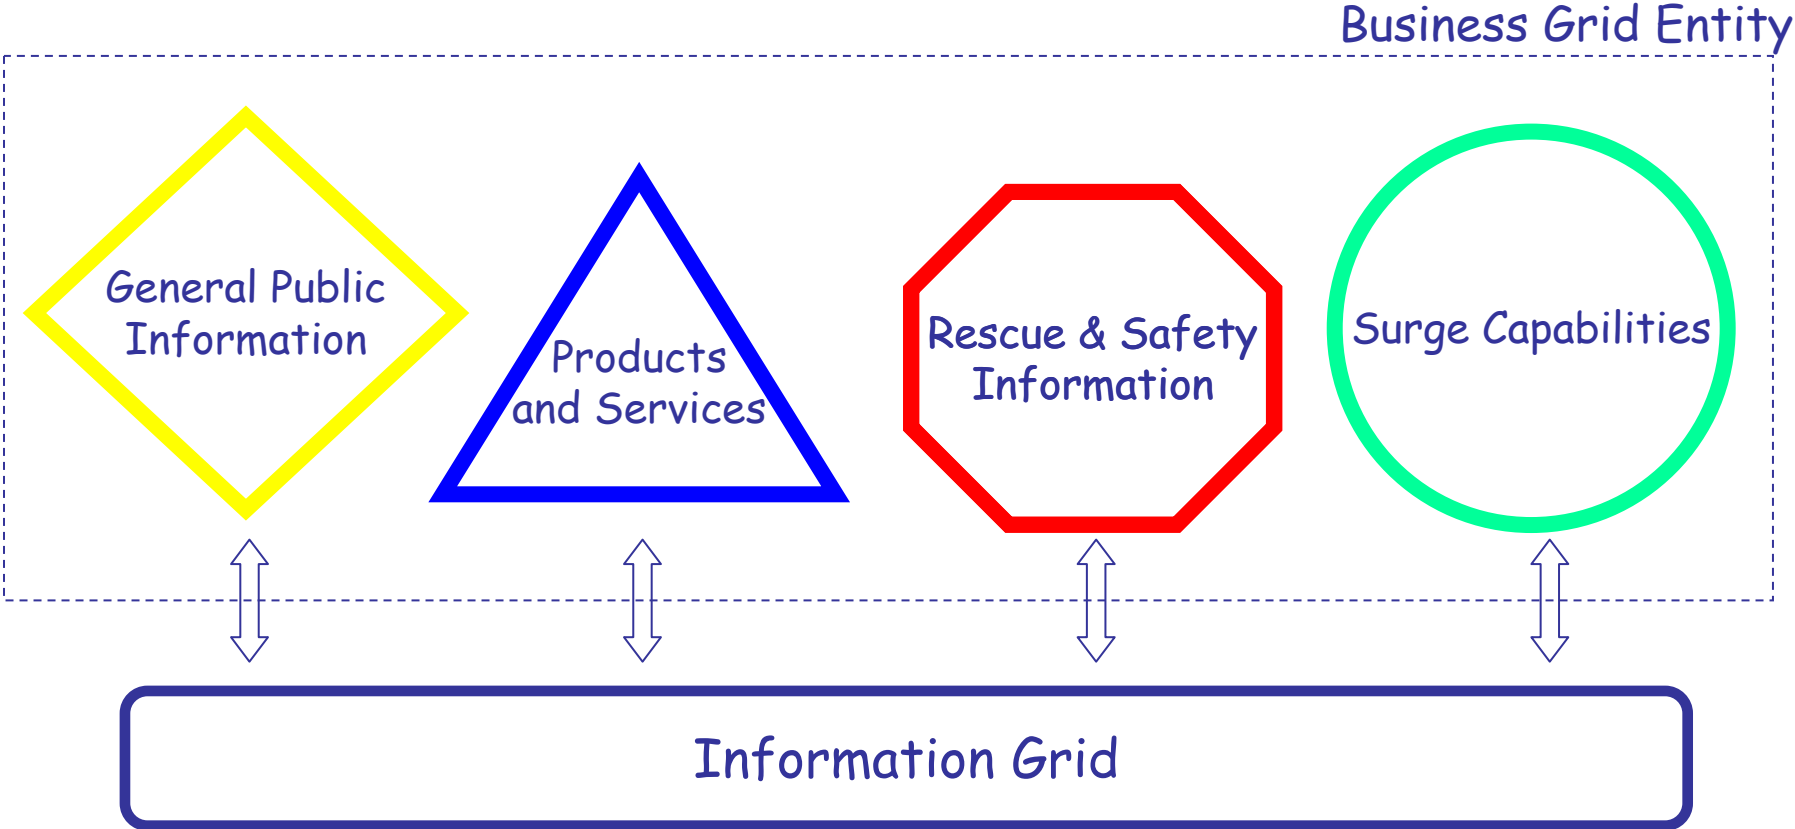 Business Grid Entity
General Public
Information
Products
and Services
Rescue & Safety
Information
Surge Capabilities
Information Grid